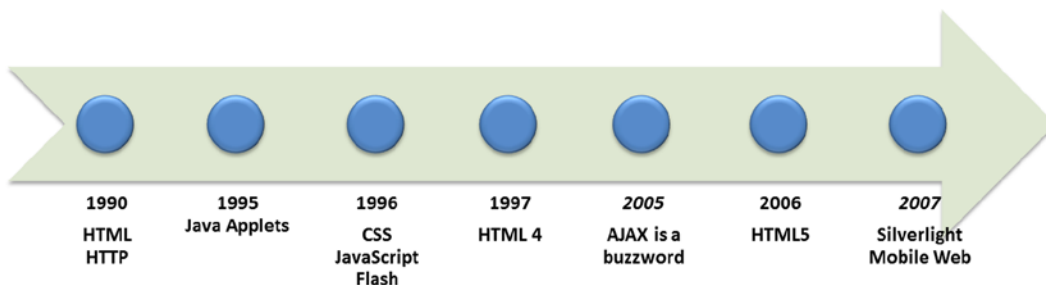 1990
HTML
HTTP
1995
Java Applets
1996
CSS
JavaScript
Flash
1997
HTML 4
2005
AJAX is a
buzzword
2006
HTML5
2007
Silverlight
Mobile Web